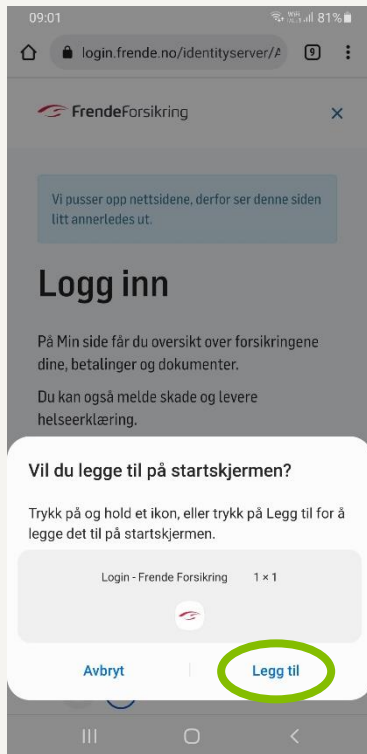 09:01
81%
login.frende.no/identityserver/A
9
FrendeForsikring
Vi pusser opp nettsidene, derfor ser denne siden
litt annerledes ut.
Logg inn
På Min side får du oversikt over forsikringene
dine, betalinger og dokumenter.
Du kan også melde skade og levere
helseerklæring.
Vil du legge til på startskjermen?
Trykk på og hold et ikon, eller trykk på Legg til for å
legge det til på startskjermen.
Login - Frende Forsikring 1 × 1
Avbryt
Legg til